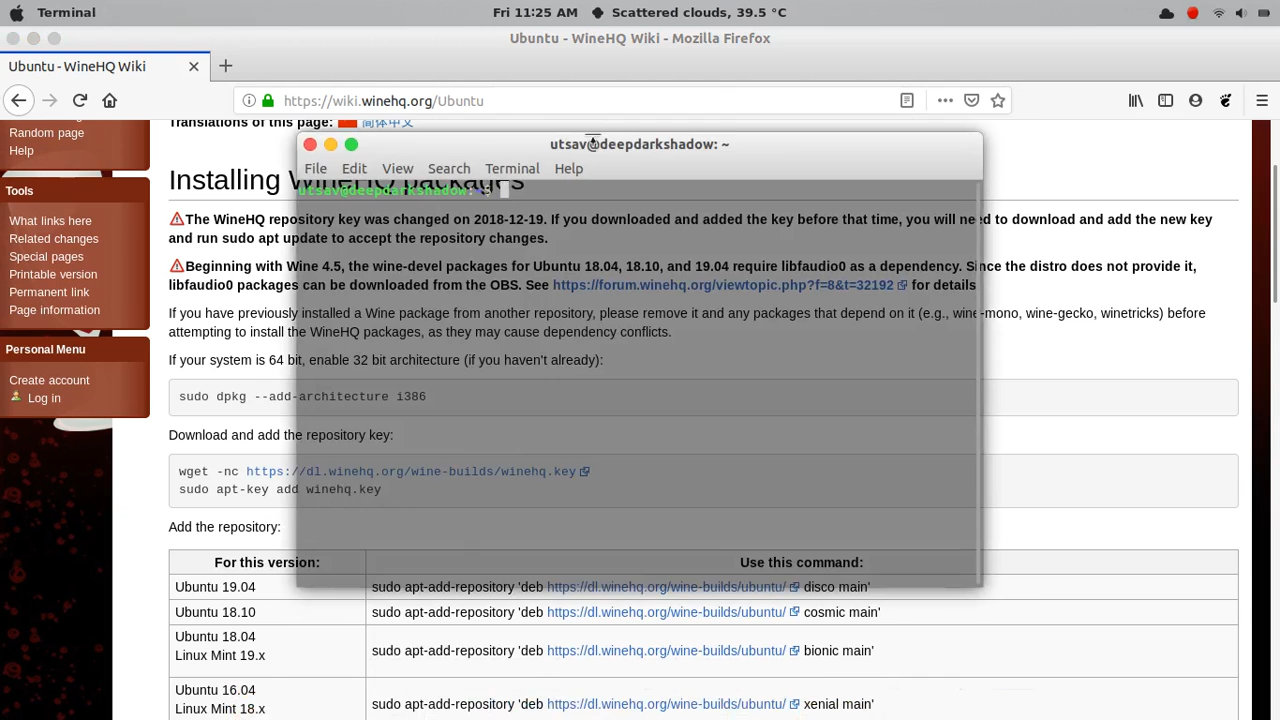 Terminal
Fri 11:25 AM
Scattered clouds, 39.5 °C
Ubuntu - WineHQ Wiki - Mozilla Firefox
Ubuntu - WineHQ Wiki
https://wiki.winehq.org/Ubuntu
Random page
Help
Tools
What links here
Related changes
Special pages
Printable version
Permanent link
Page information
Personal Menu
Create account
Log in
Translations of this page: 简体中文
utsav@deepdarkshadow: ~
File Edit View Search Terminal Help
utsav@deepdarkshadow:~$
Installing WineHQ packages
The WineHQ repository key was changed on 2018-12-19. If you downloaded and added the key before that time, you will need to download and add the new key
and run sudo apt update to accept the repository changes.
Beginning with Wine 4.5, the wine-devel packages for Ubuntu 18.04, 18.10, and 19.04 require libfaudio0 as a dependency. Since the distro does not provide it,
libfaudio0 packages can be downloaded from the OBS. See https://forum.winehq.org/viewtopic.php?f=8&t=32192 for details
If you have previously installed a Wine package from another repository, please remove it and any packages that depend on it (e.g., wine-mono, wine-gecko, winetricks) before
attempting to install the WineHQ packages, as they may cause dependency conflicts.
If your system is 64 bit, enable 32 bit architecture (if you haven't already):
sudo dpkg --add-architecture i386
Download and add the repository key:
wget -nc https://dl.winehq.org/wine-builds/winehq.key
sudo apt-key add winehq.key
Add the repository:
For this version: Use this command:
Ubuntu 19.04 sudo apt-add-repository 'deb https://dl.winehq.org/wine-builds/ubuntu/ disco main'
Ubuntu 18.10 sudo apt-add-repository 'deb https://dl.winehq.org/wine-builds/ubuntu/ cosmic main'
Ubuntu 18.04
Linux Mint 19.x
sudo apt-add-repository 'deb https://dl.winehq.org/wine-builds/ubuntu/ bionic main'
Ubuntu 16.04
Linux Mint 18.x
sudo apt-add-repository 'deb https://dl.winehq.org/wine-builds/ubuntu/ xenial main'